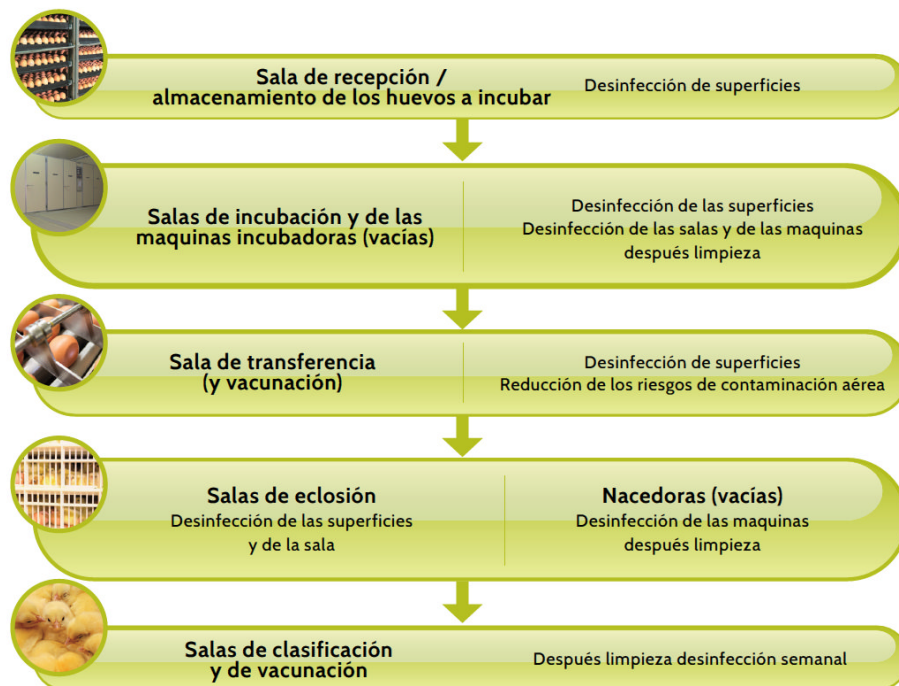 Sala de recepción /
almacenamiento de los huevos a incubar
Desinfección de superficies
Salas de incubación y de las
maquinas incubadoras (vacías)
Desinfección de las superficies
Desinfección de las salas y de las maquinas
después limpieza
Sala de transferencia
(y vacunación)
Desinfección de superficies
Reducción de los riesgos de contaminación aérea
Salas de eclosión
Desinfección de las superficies
y de la sala
Nacedoras (vacías)
Desinfección de las maquinas
después limpieza
Salas de clasificación
y de vacunación
Después limpieza desinfección semanal